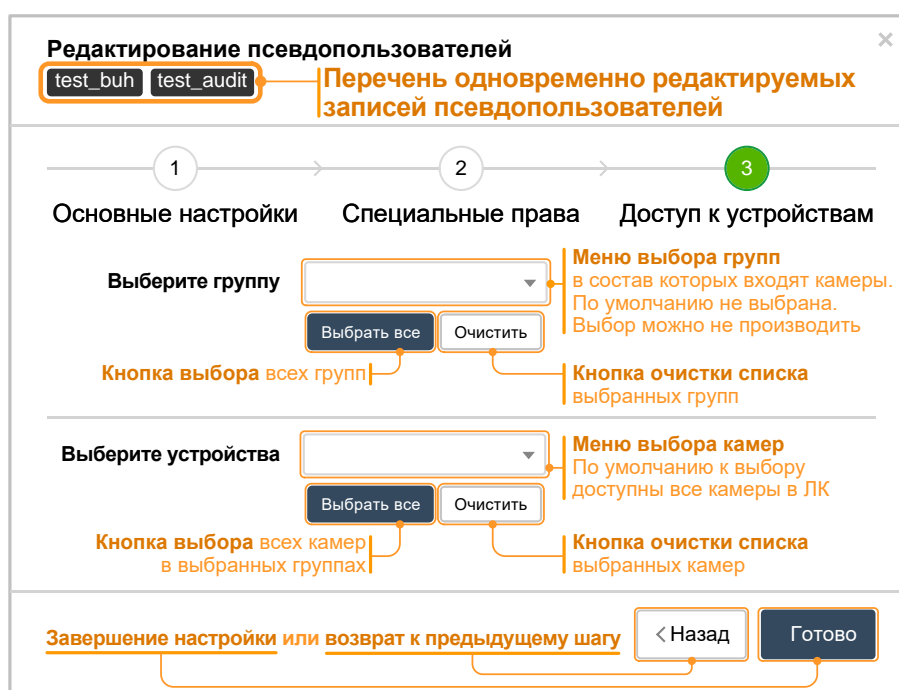 Редактирование псевдопользователей
×
test_buh test_audit
Перечень одновременно редактируемых
записей псевдопользователей
1 2 3
Основные настройки Специальные права Доступ к устройствам
Выберите группу
Меню выбора групп
в состав которых входят камеры.
По умолчанию не выбрана.
Выбор можно не производить
Выбрать все Очистить
Кнопка выбора всех групп
Кнопка очистки списка
выбранных групп
Выберите устройства
Меню выбора камер
По умолчанию к выбору
доступны все камеры в ЛК
Выбрать все Очистить
Кнопка выбора всех камер
в выбранных группах
Кнопка очистки списка
выбранных камер
Завершение настройки или возврат к предыдущему шагу
Назад Готово